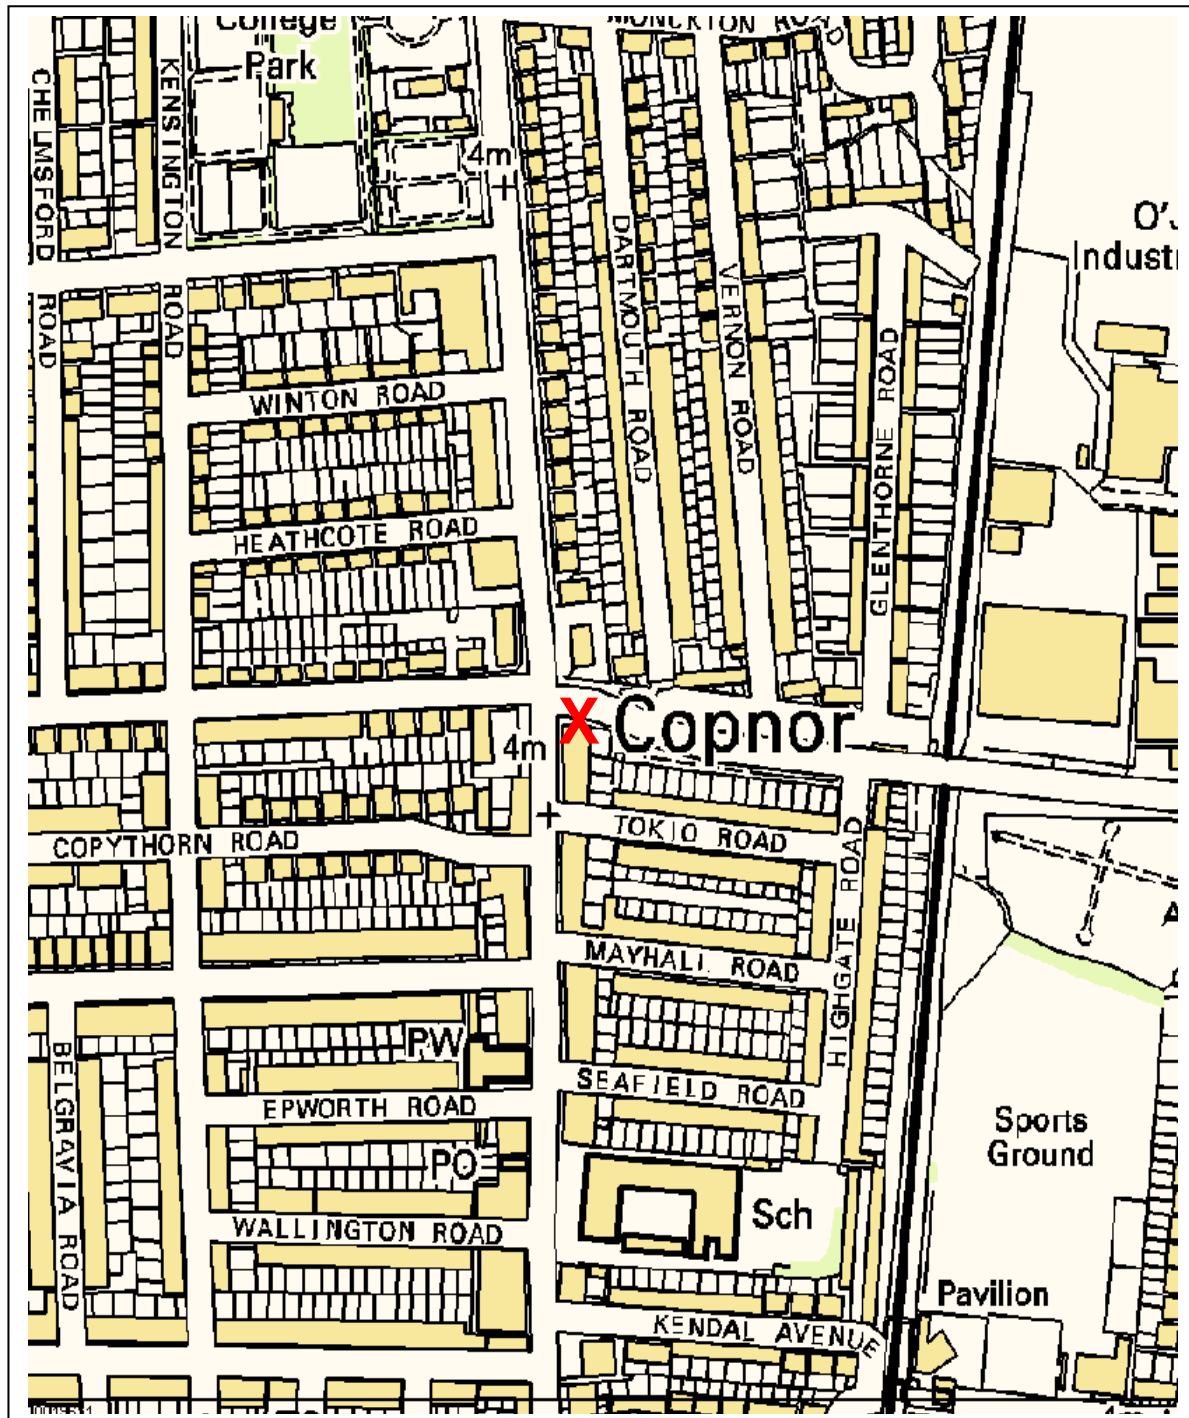 College
Park
MONCKTON ROAD
CHELMSFORD
ROAD
KENSINGTON
ROAD
4m
DARTMOUTH ROAD
VERNON ROAD
GLENTHORNE ROAD
O'J
Industr
WINTON ROAD
HEATHCOTE ROAD
X
Copnor
4m
COPYTHORN ROAD
TOKIO ROAD
HIGHGATE ROAD
MAYHALL ROAD
A
BELGRAVIA ROAD
PW
EPWORTH ROAD
SEAFIELD ROAD
Sports
Ground
PO
Sch
WALLINGTON ROAD
Pavilion
KENDAL AVENUE